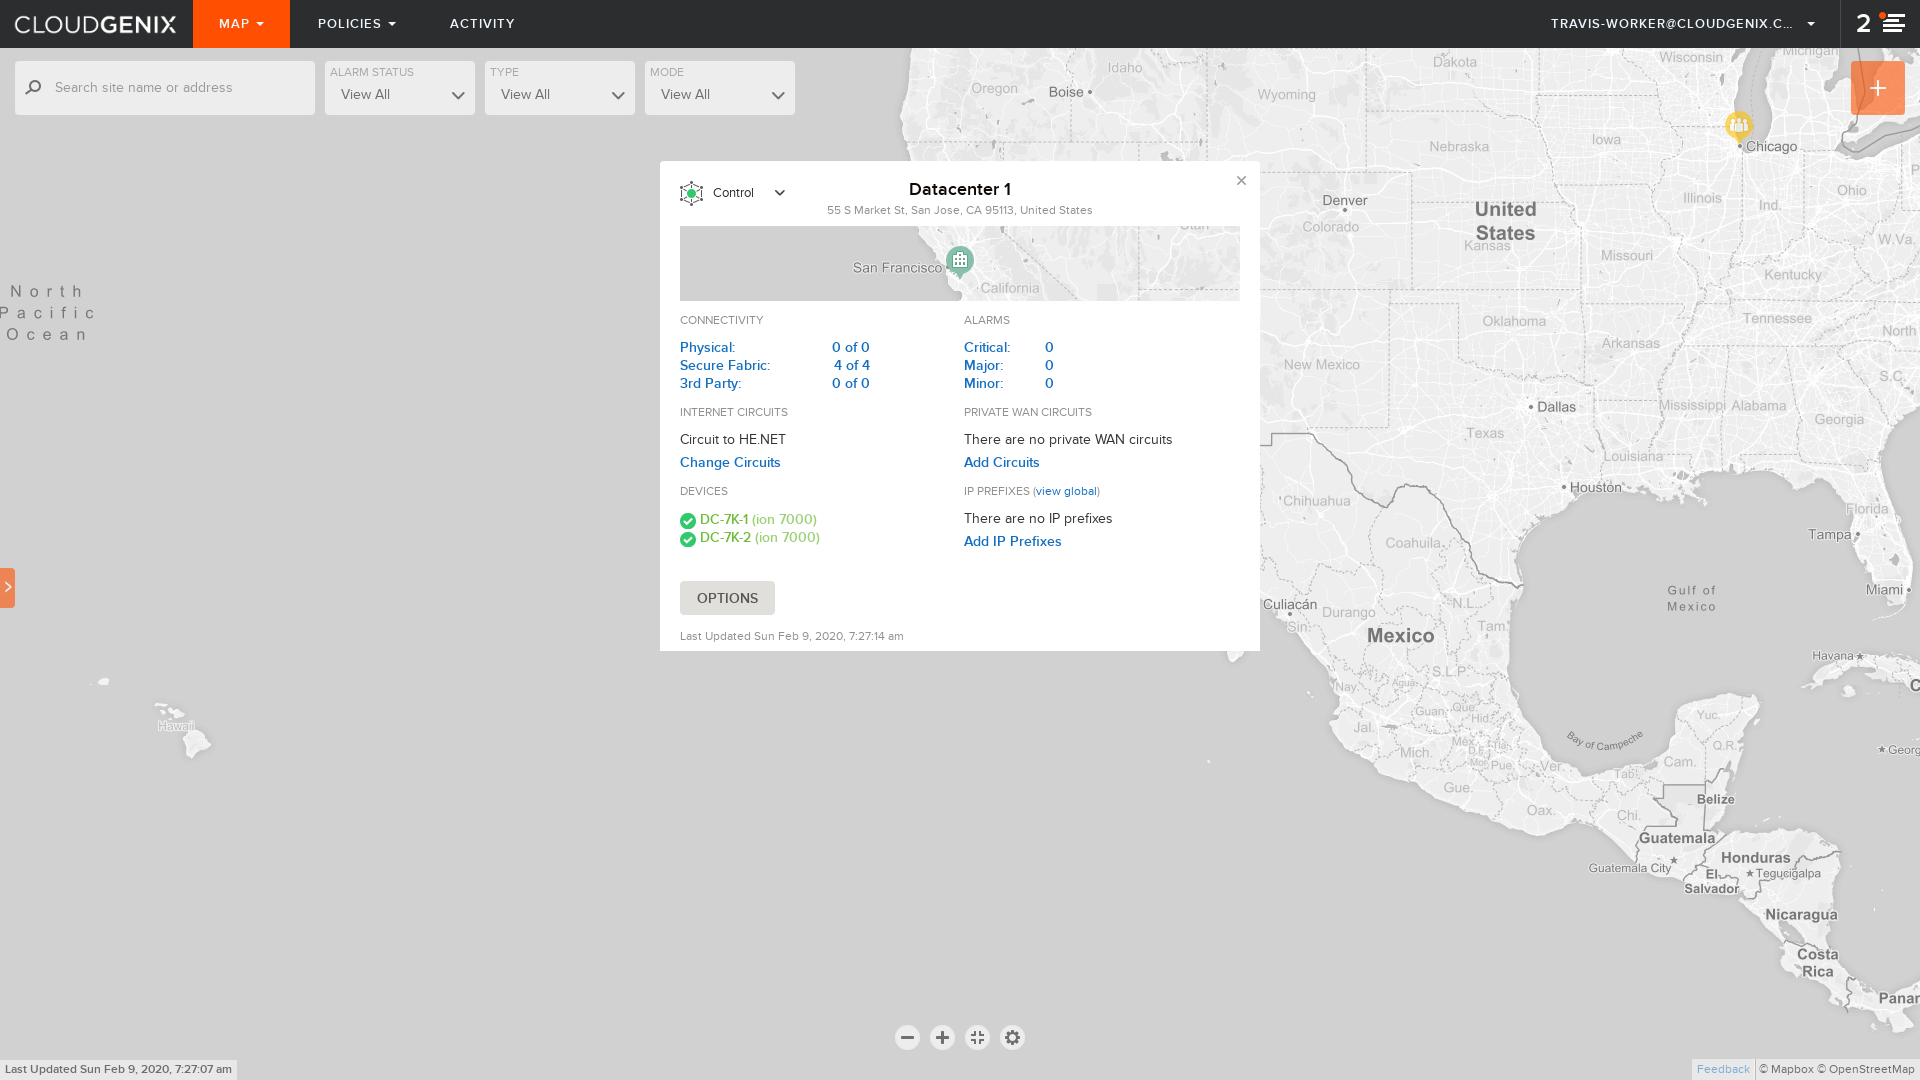 CLOUDGENIX
MAP
POLICIES
ACTIVITY
TRAVIS-WORKER@CLOUDGENIX.C...
2
Search site name or address
ALARM STATUS
View All
TYPE
View All
MODE
View All
Control
Datacenter 1
55 S Market St, San Jose, CA 95113, United States
San Francisco
California
Utah
CONNECTIVITY
Physical: 0 of 0
Secure Fabric: 4 of 4
3rd Party: 0 of 0
ALARMS
Critical: 0
Major: 0
Minor: 0
INTERNET CIRCUITS
Circuit to HE.NET
Change Circuits
PRIVATE WAN CIRCUITS
There are no private WAN circuits
Add Circuits
DEVICES
DC-7K-1 (ion 7000)
DC-7K-2 (ion 7000)
IP PREFIXES (view global)
There are no IP prefixes
Add IP Prefixes
OPTIONS
Last Updated Sun Feb 9, 2020, 7:27:14 am
North
Pacific
Ocean
Hawaii
Oregon
Idaho
Boise
Wyoming
Dakota
Wisconsin
Michigan
Nebraska
Iowa
Chicago
Illinois
Ind.
Ohio
P
Denver
Colorado
United
States
Kansas
Missouri
W.Va.
Kentucky
Oklahoma
Tennessee
North
Arkansas
New Mexico
S.C.
Dallas
Mississippi
Alabama
Georgia
Texas
Louisiana
Houston
Chihuahua
Florida
Tampa
Coahuila
Gulf of
Mexico
Miami
Culiacán
Durango
N.L.
Sin.
Tam.
Mexico
Havana
S.L.P.
Nay.
Agua.
C
Guan.
Que.
Hid.
Yuc.
Jal.
Bay of Campeche
Mich.
Méx.
Tla.
D.F.
Mor.
Pue.
Ver.
Q.R.
Georg
Cam.
Tab.
Gue.
Oax.
Chi.
Belize
Guatemala
Guatemala City
Honduras
Tegucigalpa
El
Salvador
Nicaragua
Costa
Rica
Panar
Last Updated Sun Feb 9, 2020, 7:27:07 am
Feedback
© Mapbox © OpenStreetMap